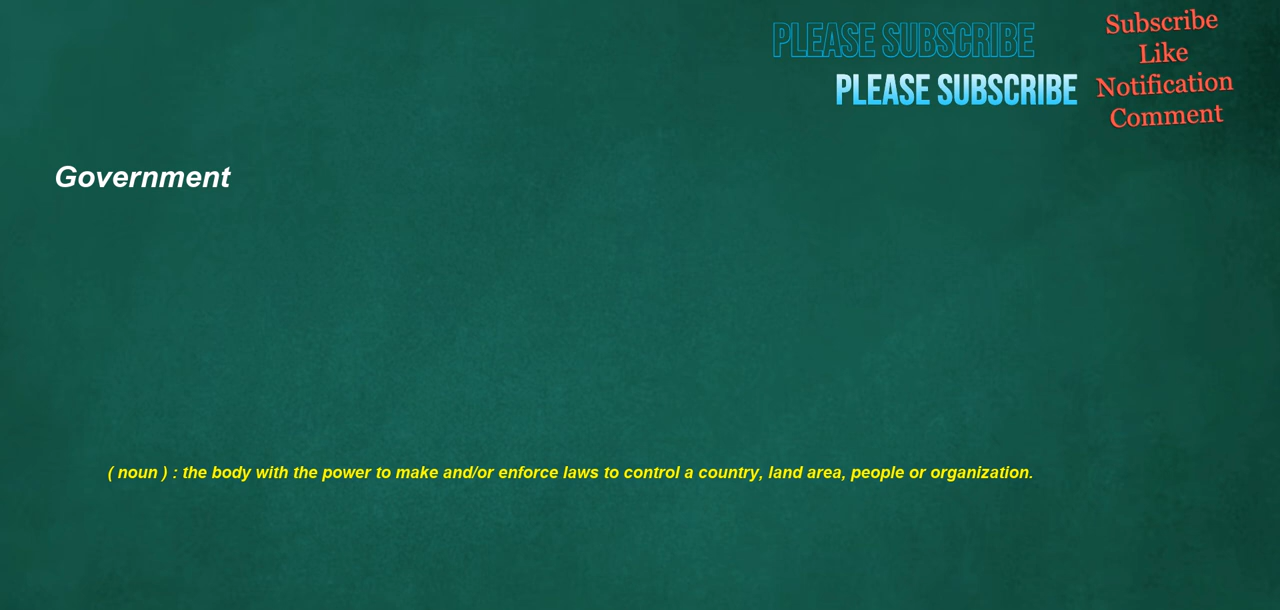 PLEASE SUBSCRIBE
PLEASE SUBSCRIBE
Subscribe
Like
Notification
Comment
Government
( noun ) : the body with the power to make and/or enforce laws to control a country, land area, people or organization.